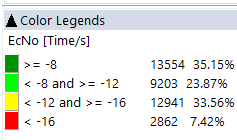 Color Legends
EcNo [Time/s]
>= -8 13554 35.15%
< -8 and >= -12 9203 23.87%
< -12 and >= -16 12941 33.56%
< -16 2862 7.42%